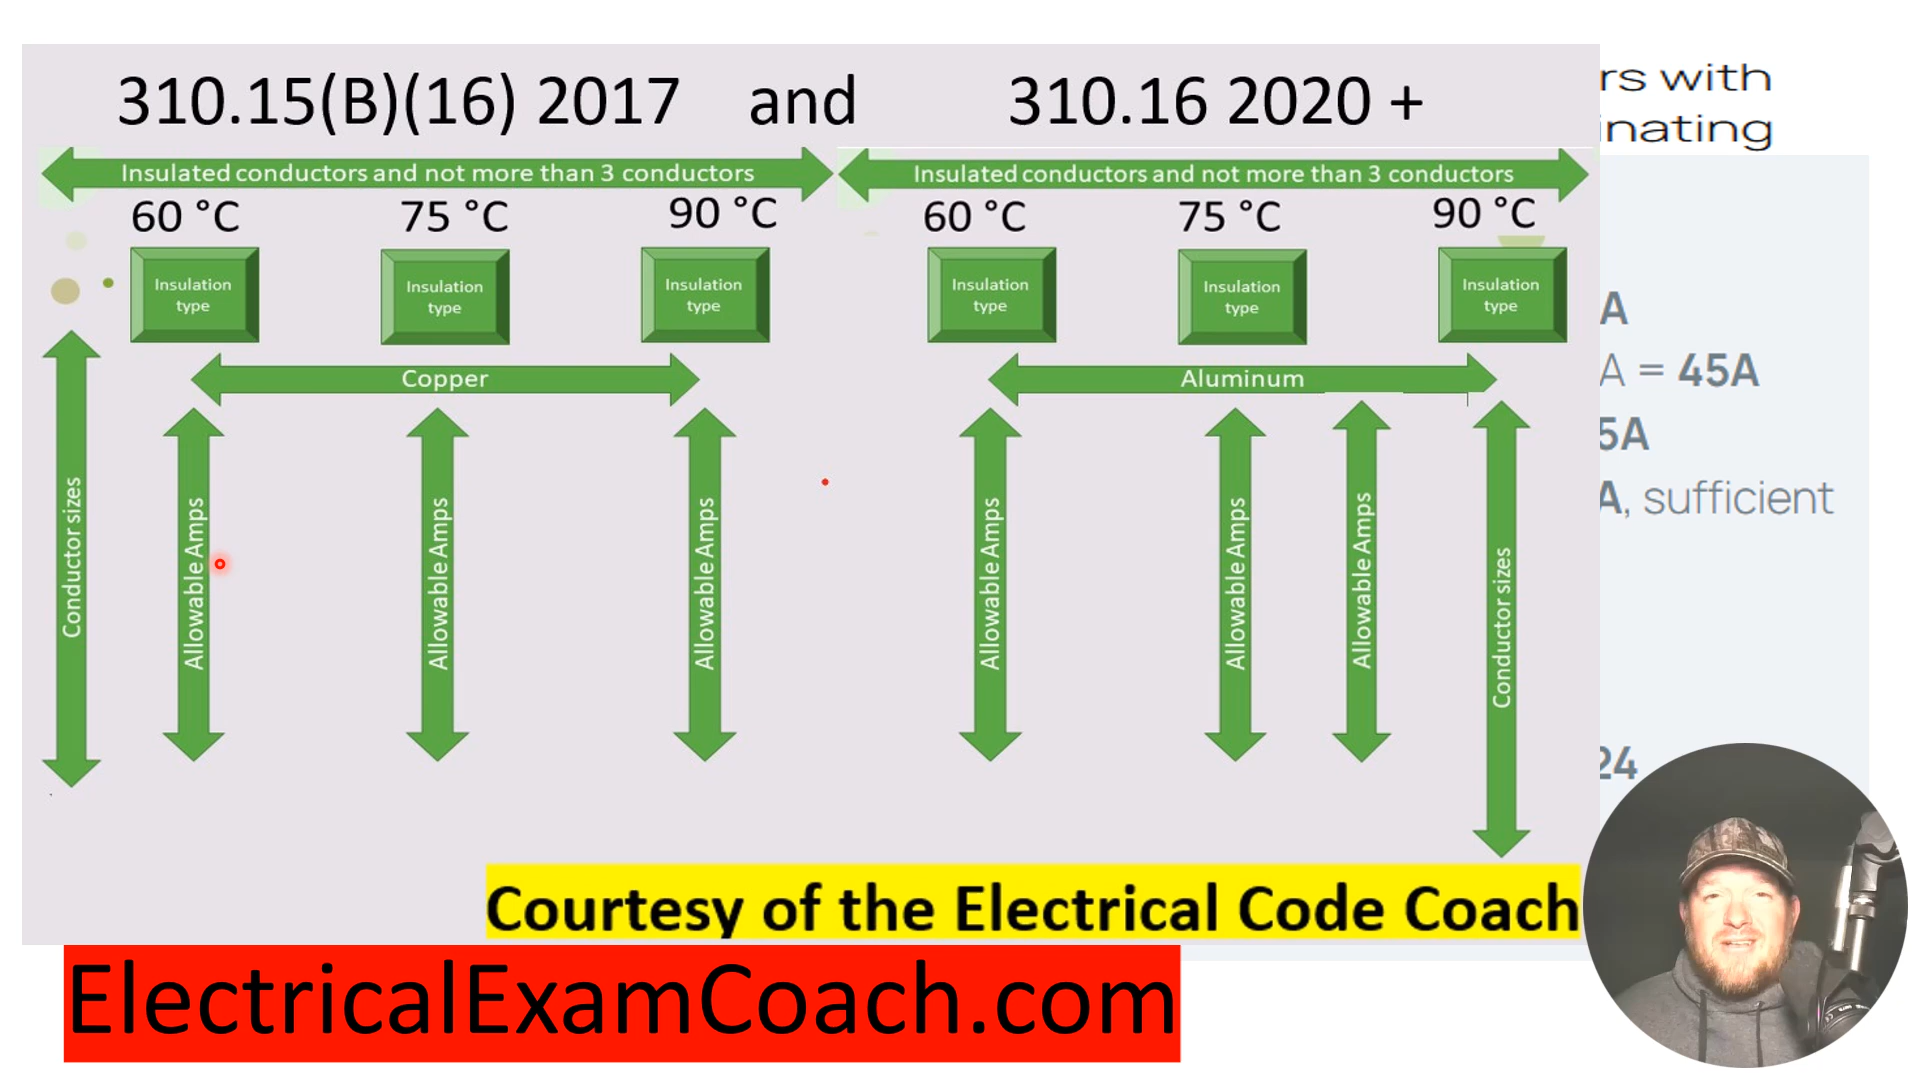 310.15(B)(16) 2017 and 310.16 2020 +
rs with
inating
Insulated conductors and not more than 3 conductors
Insulated conductors and not more than 3 conductors
60 °C
75 °C
90 °C
60 °C
75 °C
90 °C
Insulation
type
Insulation
type
Insulation
type
Insulation
type
Insulation
type
Insulation
type
Copper
Aluminum
Conductor sizes
Allowable Amps
Allowable Amps
Allowable Amps
Allowable Amps
Allowable Amps
Allowable Amps
Conductor sizes
A
A = 45A
5A
A, sufficient
24
Courtesy of the Electrical Code Coach
ElectricalExamCoach.com